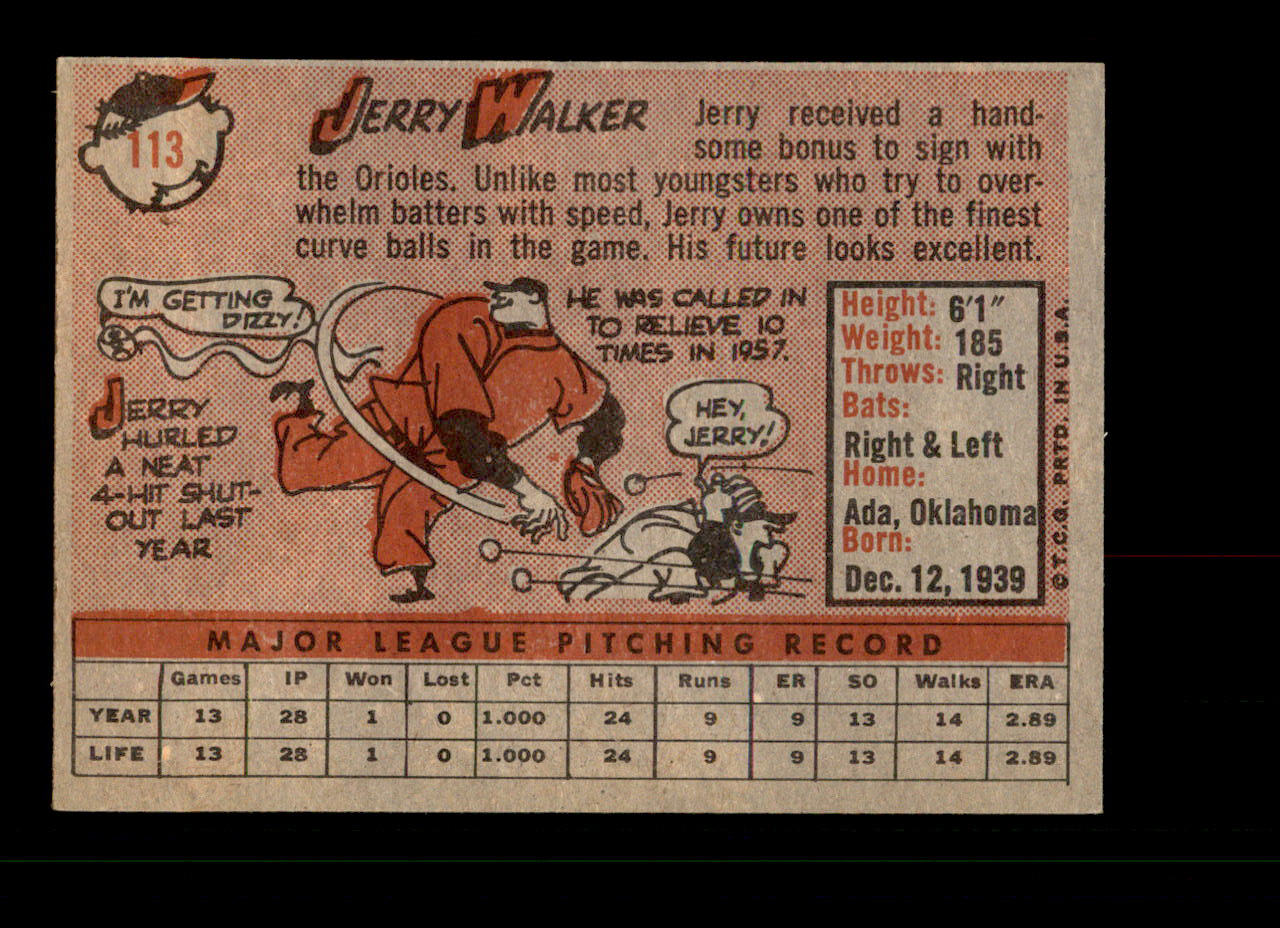 113
JERRY WALKER
Jerry received a hand-
some bonus to sign with
the Orioles. Unlike most youngsters who try to over-
whelm batters with speed, Jerry owns one of the finest
curve balls in the game. His future looks excellent.
I'M GETTING
DIZZY!
JERRY
HURLED
A NEAT
4-HIT SHUT-
OUT LAST
YEAR
HE WAS CALLED IN
TO RELIEVE 10
TIMES IN 1957.
HEY,
JERRY!
Height: 6'1"
Weight: 185
Throws: Right
Bats:
Right & Left
Home:
Ada, Oklahoma
Born:
Dec. 12, 1939
© T.C.G. PRTD. IN U.S.A.
MAJOR LEAGUE PITCHING RECORD
Games IP Won Lost Pct Hits Runs ER SO Walks ERA
YEAR 13 28 1 0 1.000 24 9 9 13 14 2.89
LIFE 13 28 1 0 1.000 24 9 9 13 14 2.89